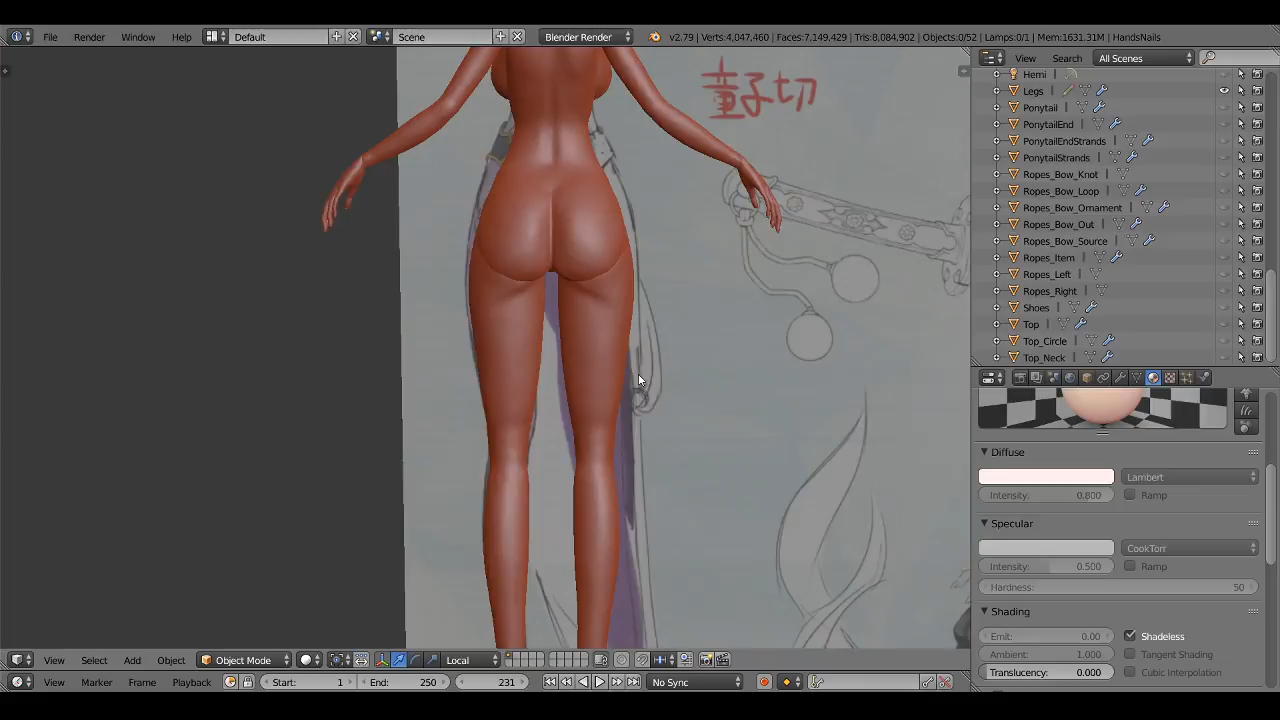 File Render Window Help Default Scene Blender Render v2.79 | Verts:4,047,460 | Faces:7,149,429 | Tris:8,084,902 | Objects:0/52 | Lamps:0/1 | Mem:1631.31M | HandsNails
View Search All Scenes
Hemi
童子切
Legs
Ponytail
PonytailEnd
PonytailEndStrands
PonytailStrands
Ropes_Bow_Knot
Ropes_Bow_Loop
Ropes_Bow_Ornament
Ropes_Bow_Out
Ropes_Bow_Source
Ropes_Item
Ropes_Left
Ropes_Right
Shoes
Top
Top_Circle
Top_Neck
Diffuse
Lambert
Intensity: 0.800 Ramp
Specular
CookTorr
Intensity: 0.500 Ramp
Hardness: 50
Shading
Emit: 0.00 Shadeless
Ambient: 1.000 Tangent Shading
Translucency: 0.000 Cubic Interpolation
View Select Add Object Object Mode Local
View Marker Frame Playback Start: 1 End: 250 231 No Sync